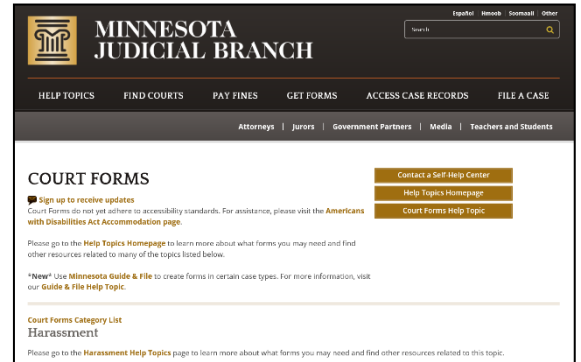 Español | Hmoob | Soomaali | Other
MINNESOTA
JUDICIAL BRANCH
Search
HELP TOPICS FIND COURTS PAY FINES GET FORMS ACCESS CASE RECORDS FILE A CASE
Attorneys | Jurors | Government Partners | Media | Teachers and Students
COURT FORMS
Sign up to receive updates
Court Forms do not yet adhere to accessibility standards. For assistance, please visit the Americans
with Disabilities Act Accommodation page.
Please go to the Help Topics Homepage to learn more about what forms you may need and find
other resources related to many of the topics listed below.
*New* Use Minnesota Guide & File to create forms in certain case types. For more information, visit
our Guide & File Help Topic.
Contact a Self-Help Center
Help Topics Homepage
Court Forms Help Topic
Court Forms Category List
Harassment
Please go to the Harassment Help Topics page to learn more about what forms you may need and find other resources related to this topic.